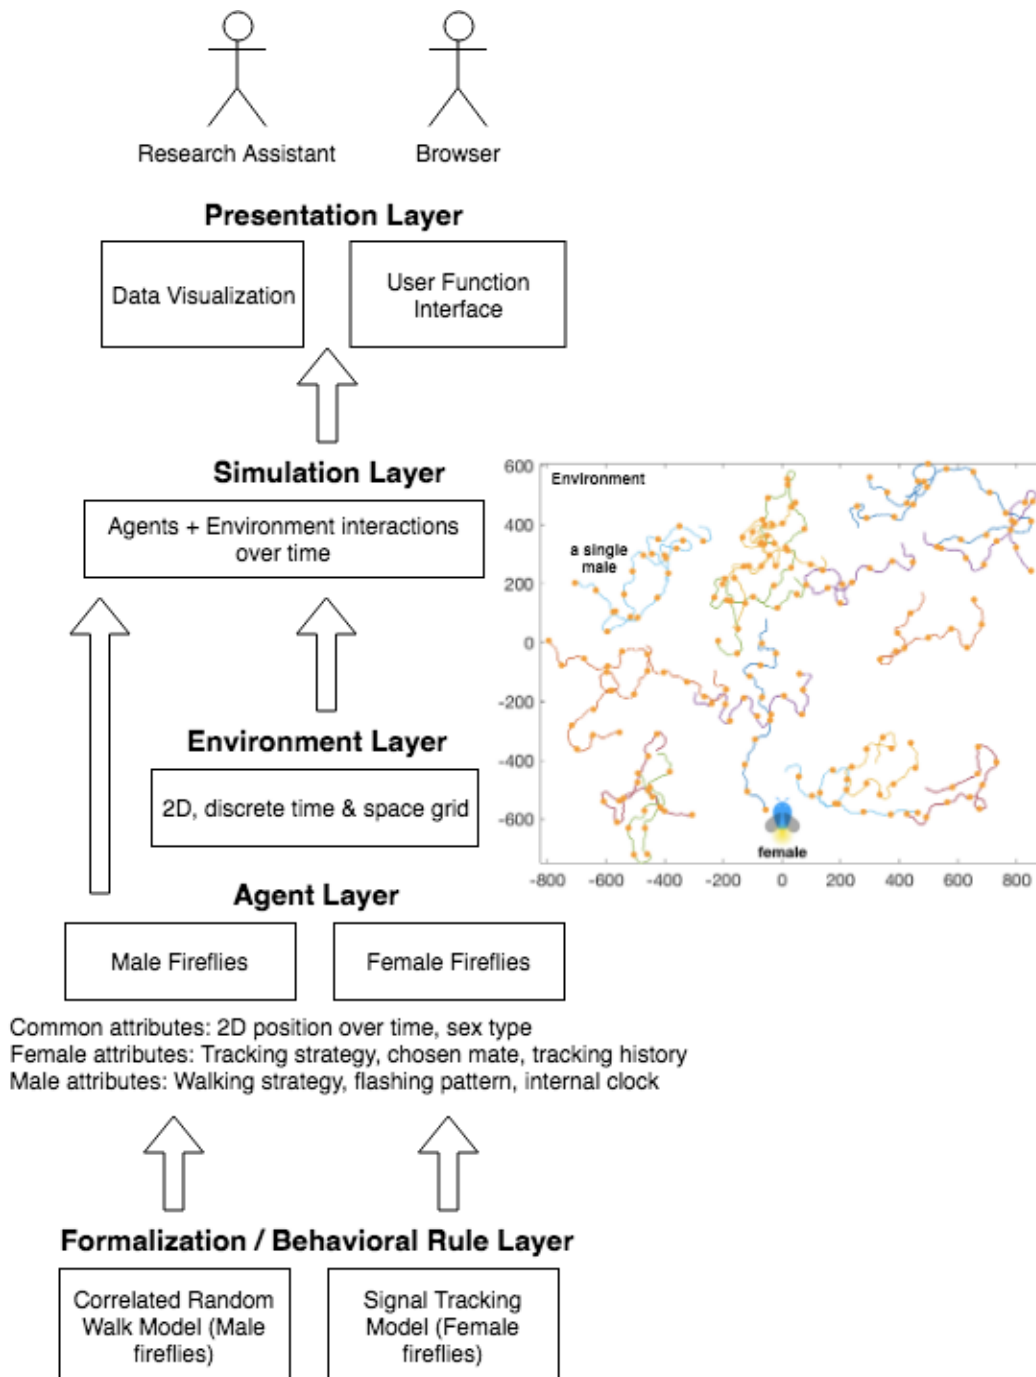 Research Assistant
Browser
Presentation Layer
Data Visualization
User Function
Interface
Simulation Layer
Agents + Environment interactions
over time
Environment
a single
male
female
600
400
200
0
-200
-400
-600
-800
-600
-400
-200
0
200
400
600
800
Environment Layer
2D, discrete time & space grid
Agent Layer
Male Fireflies
Female Fireflies
Common attributes: 2D position over time, sex type
Female attributes: Tracking strategy, chosen mate, tracking history
Male attributes: Walking strategy, flashing pattern, internal clock
Formalization / Behavioral Rule Layer
Correlated Random
Walk Model (Male
fireflies)
Signal Tracking
Model (Female
fireflies)